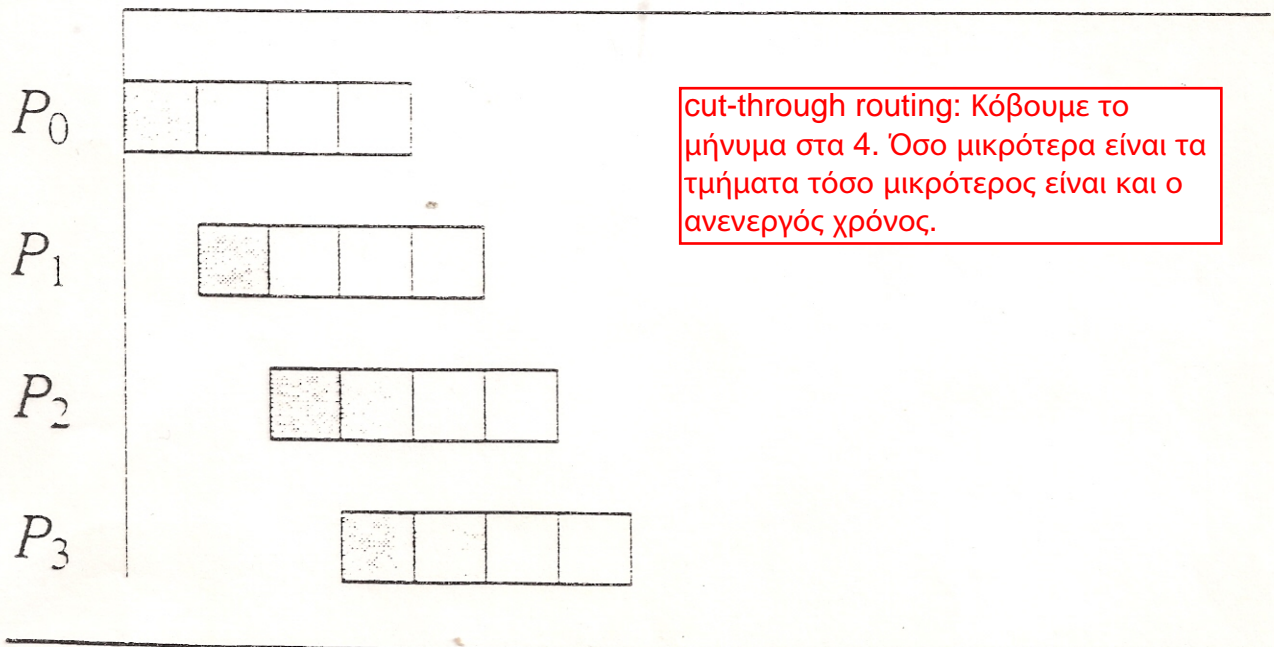 P0
cut-through routing: Κόβουμε το
μήνυμα στα 4. Όσο μικρότερα είναι τα
τμήματα τόσο μικρότερος είναι και ο
ανενεργός χρόνος.
P1
P2
P3